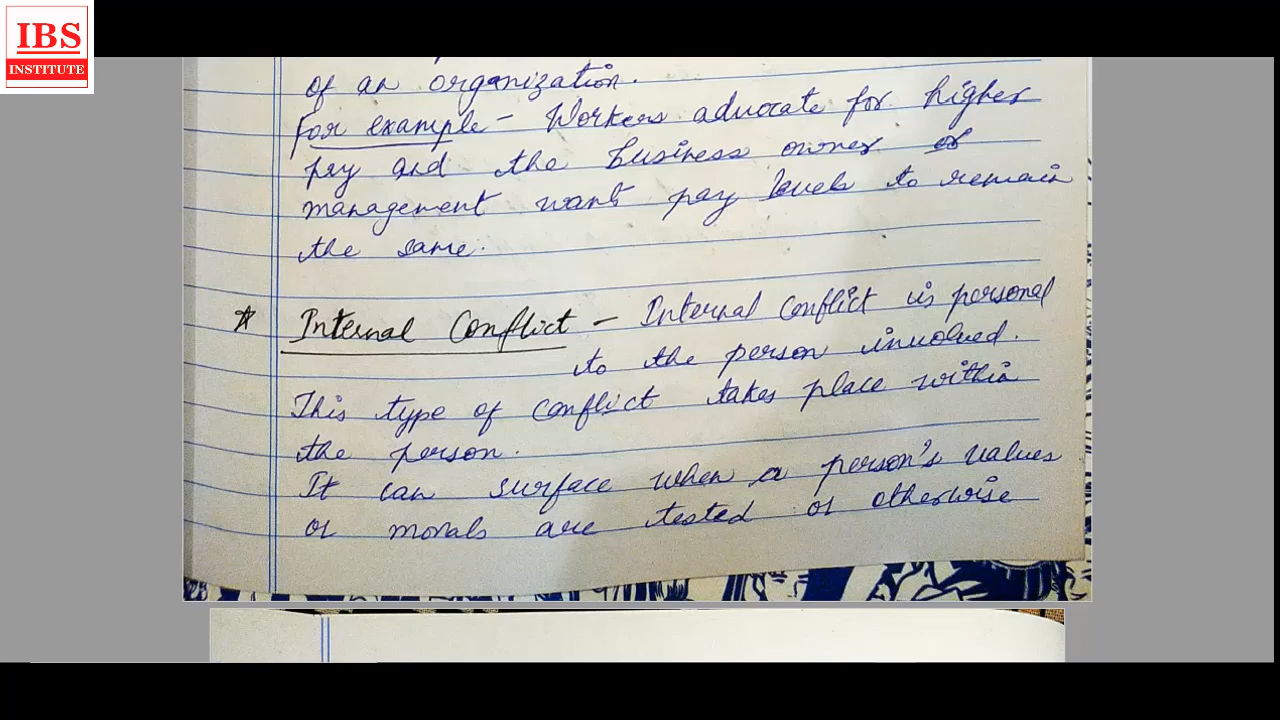 IBS
INSTITUTE
of an organization.
For example - Workers advocate for higher
pay and the business owner or
management want pay levels to remain
the same.
☆ Internal Conflict - Internal Conflict is personal
to the person involved.
This type of conflict takes place within
the person.
It can surface when a person's values
or morals are tested or otherwise